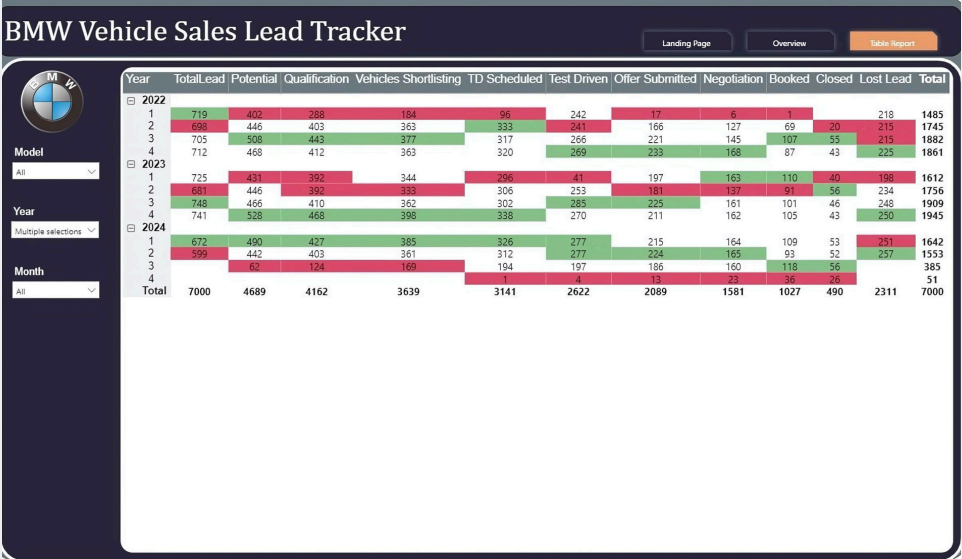 BMW Vehicle Sales Lead Tracker
Landing Page Overview Table Report
BMW
Year TotalLead Potential Qualification Vehicles Shortlisting TD Scheduled Test Driven Offer Submitted Negotiation Booked Closed Lost Lead Total
2022
1 719 402 288 184 96 242 17 6 1 218 1485
2 698 446 403 363 333 241 166 127 69 20 215 1745
3 705 508 443 377 317 266 221 145 107 55 215 1882
4 712 468 412 363 320 269 233 168 87 43 225 1861
2023
1 725 431 392 344 296 41 197 163 110 40 198 1612
2 681 446 392 333 306 253 181 137 91 56 234 1756
3 748 466 410 362 302 285 225 161 101 46 248 1909
4 741 528 468 398 338 270 211 162 105 43 250 1945
2024
1 672 490 427 385 326 277 215 164 109 53 251 1642
2 599 442 403 361 312 277 224 165 93 52 257 1553
3 62 124 169 194 197 186 160 118 56 385
4 1 4 13 23 36 26 51
Total 7000 4689 4162 3639 3141 2622 2089 1581 1027 490 2311 7000
Model
All
Year
Multiple selections
Month
All